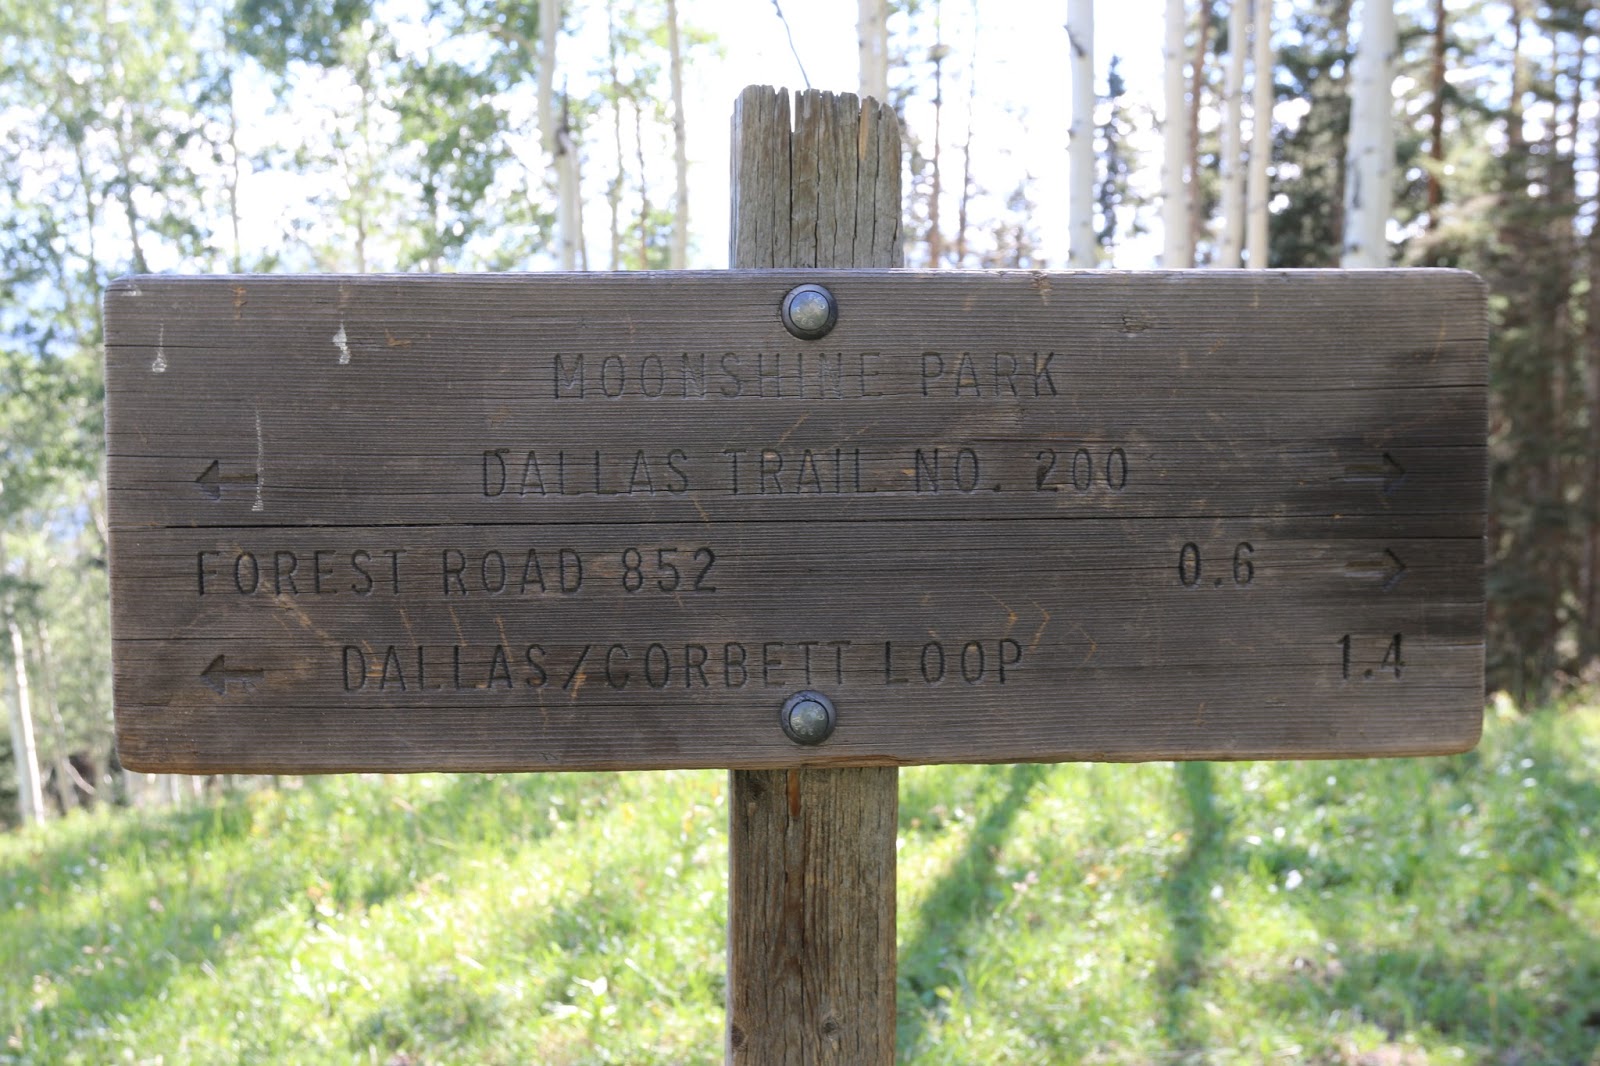 MOONSHINE PARK
← DALLAS TRAIL NO. 200 →
FOREST ROAD 852 0.6 →
← DALLAS/CORBETT LOOP 1.4